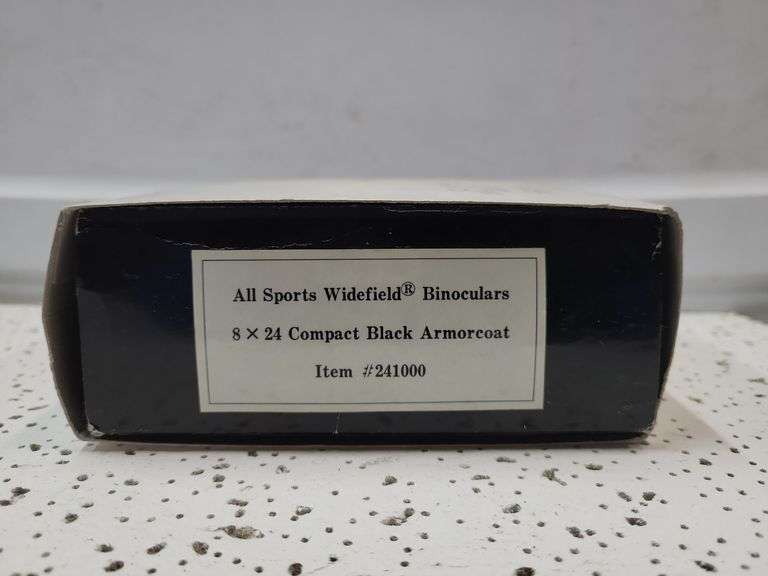 All Sports Widefield® Binoculars
8 × 24 Compact Black Armorcoat
Item #241000